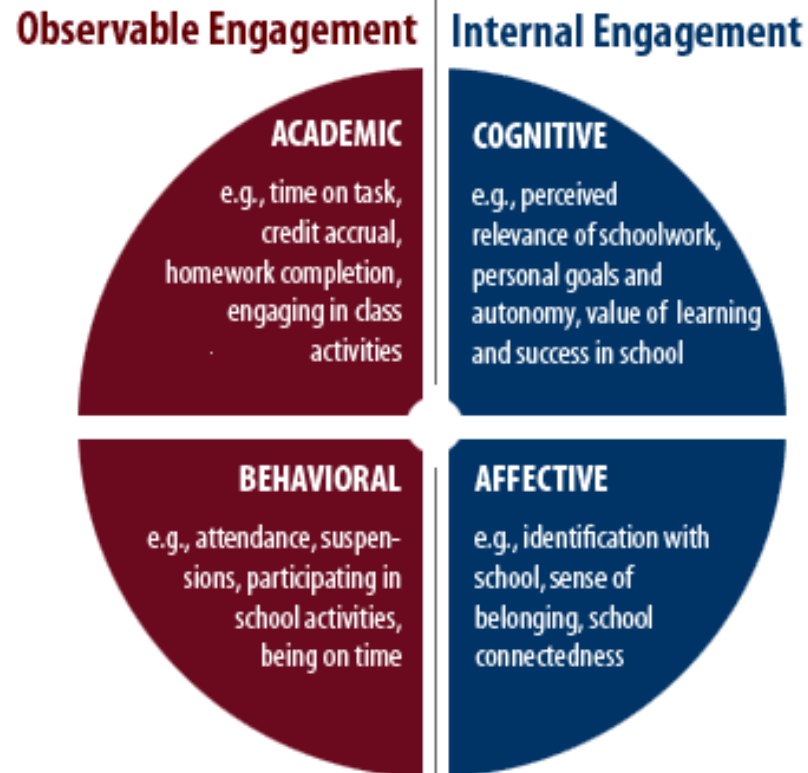 Observable Engagement
Internal Engagement
ACADEMIC
e.g., time on task,
credit accrual,
homework completion,
engaging in class
activities
COGNITIVE
e.g., perceived
relevance of schoolwork,
personal goals and
autonomy, value of learning
and success in school
BEHAVIORAL
e.g., attendance, suspen-
sions, participating in
school activities,
being on time
AFFECTIVE
e.g., identification with
school, sense of
belonging, school
connectedness